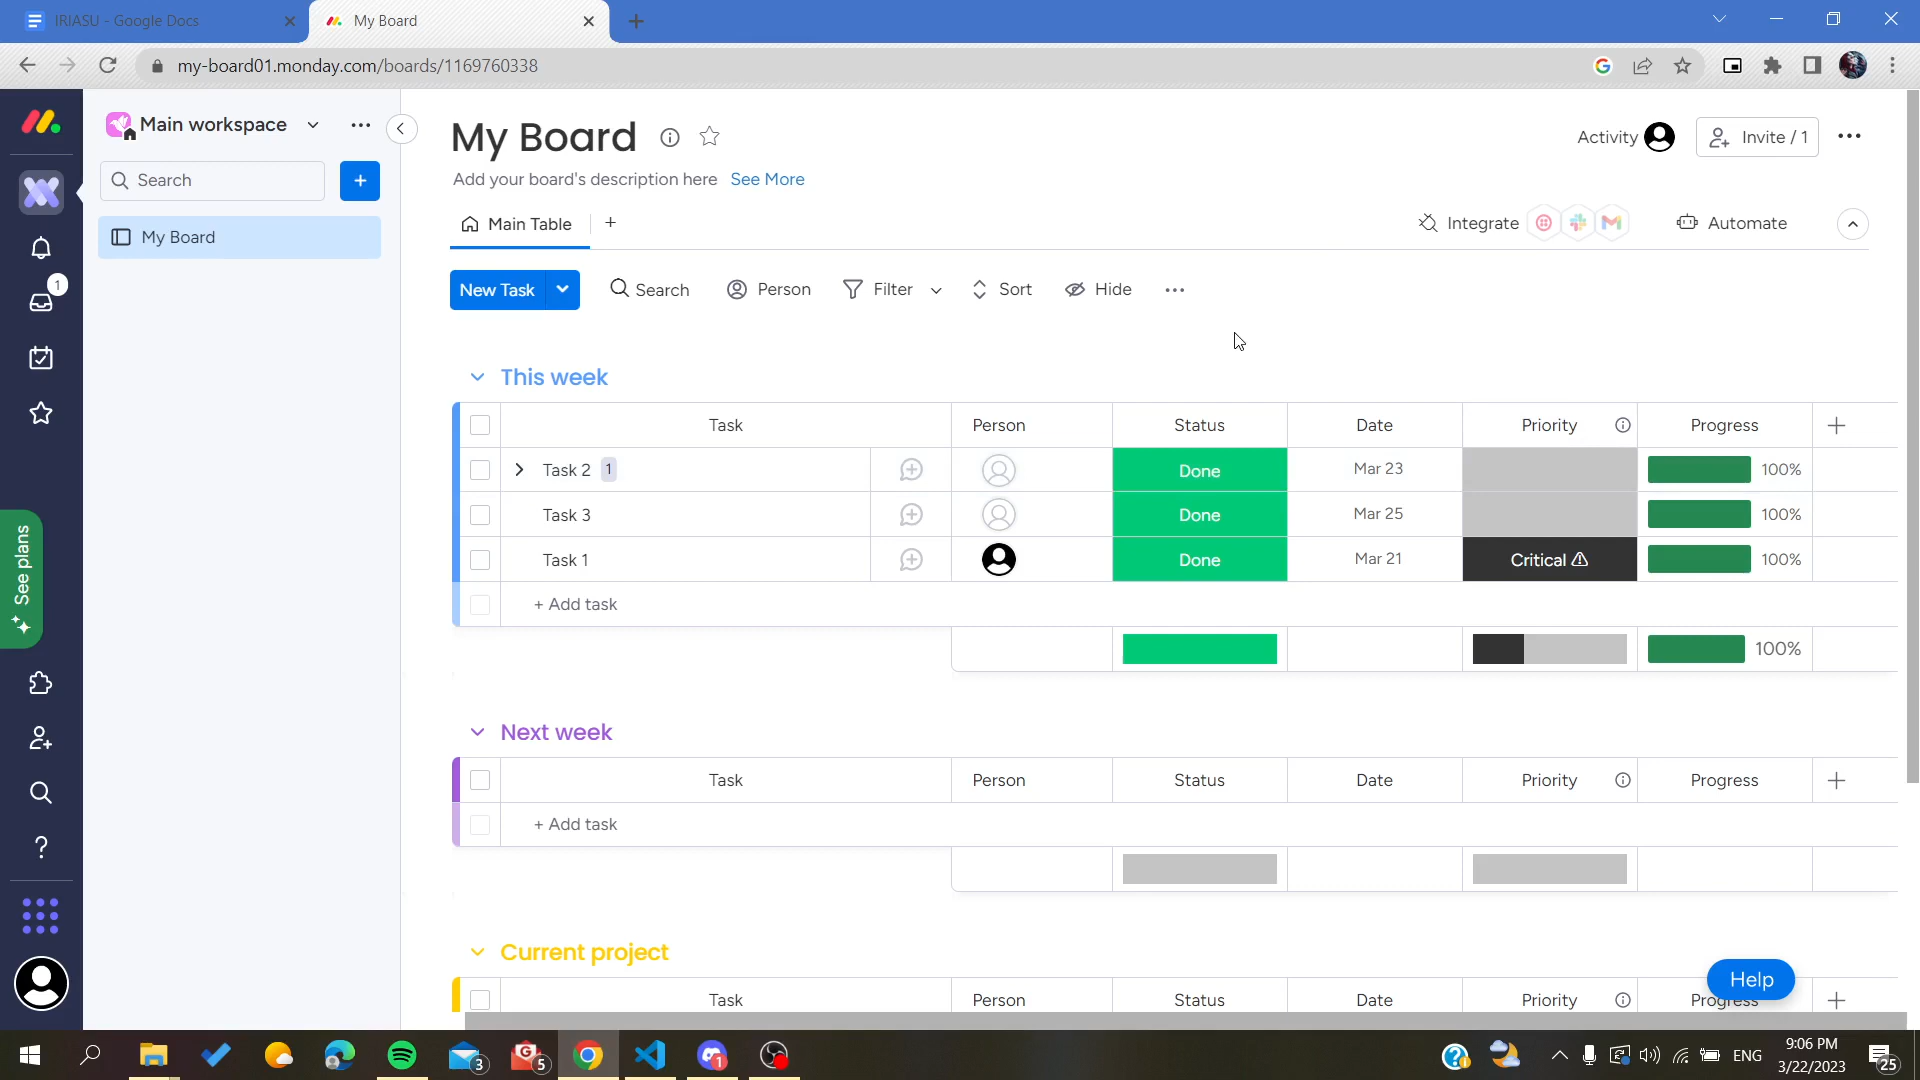 IRIASU - Google Docs
My Board
my-board01.monday.com/boards/1169760338
Main workspace
Search
My Board
1
See plans
My Board
Activity
Invite / 1
Add your board's description here See More
Main Table
Integrate
Automate
New Task
Search
Person
Filter
Sort
Hide
This week
Task Person Status Date Priority Progress
Task 2 1 Done Mar 23 100%
Task 3 Done Mar 25 100%
Task 1 Done Mar 21 Critical 100%
+ Add task
100%
Next week
Task Person Status Date Priority Progress
+ Add task
Current project
Task Person Status Date Priority Progress
Help
3
5
1
ENG
9:06 PM
3/22/2023
25